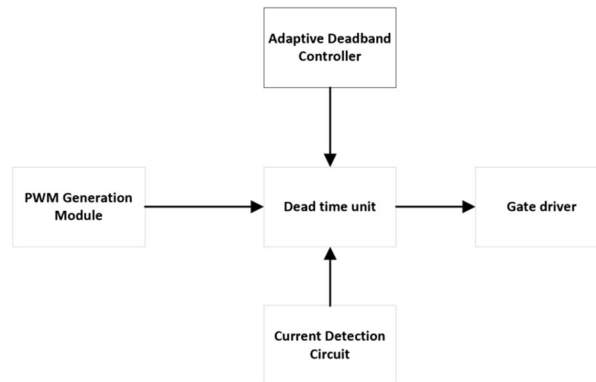 Adaptive Deadband
Controller
PWM Generation
Module
Dead time unit
Gate driver
Current Detection
Circuit